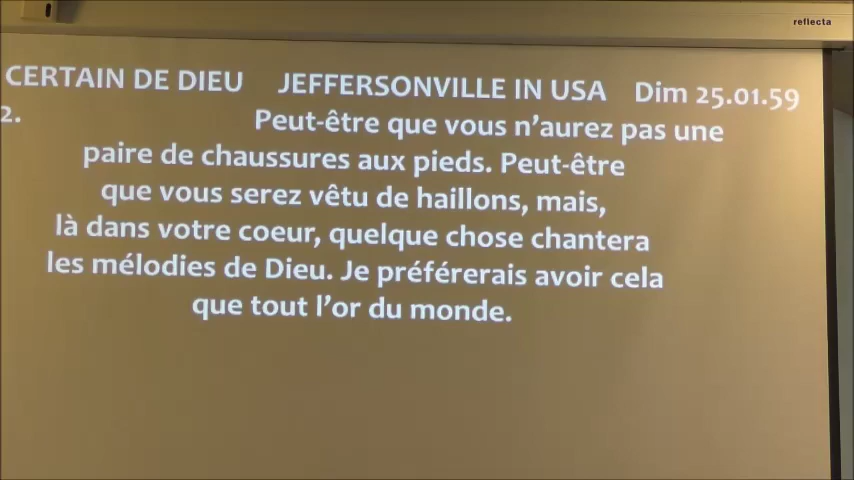 reflecta
CERTAIN DE DIEU JEFFERSONVILLE IN USA Dim 25.01.59
2. Peut-être que vous n'aurez pas une
paire de chaussures aux pieds. Peut-être
que vous serez vêtu de haillons, mais,
là dans votre coeur, quelque chose chantera
les mélodies de Dieu. Je préférerais avoir cela
que tout l'or du monde.